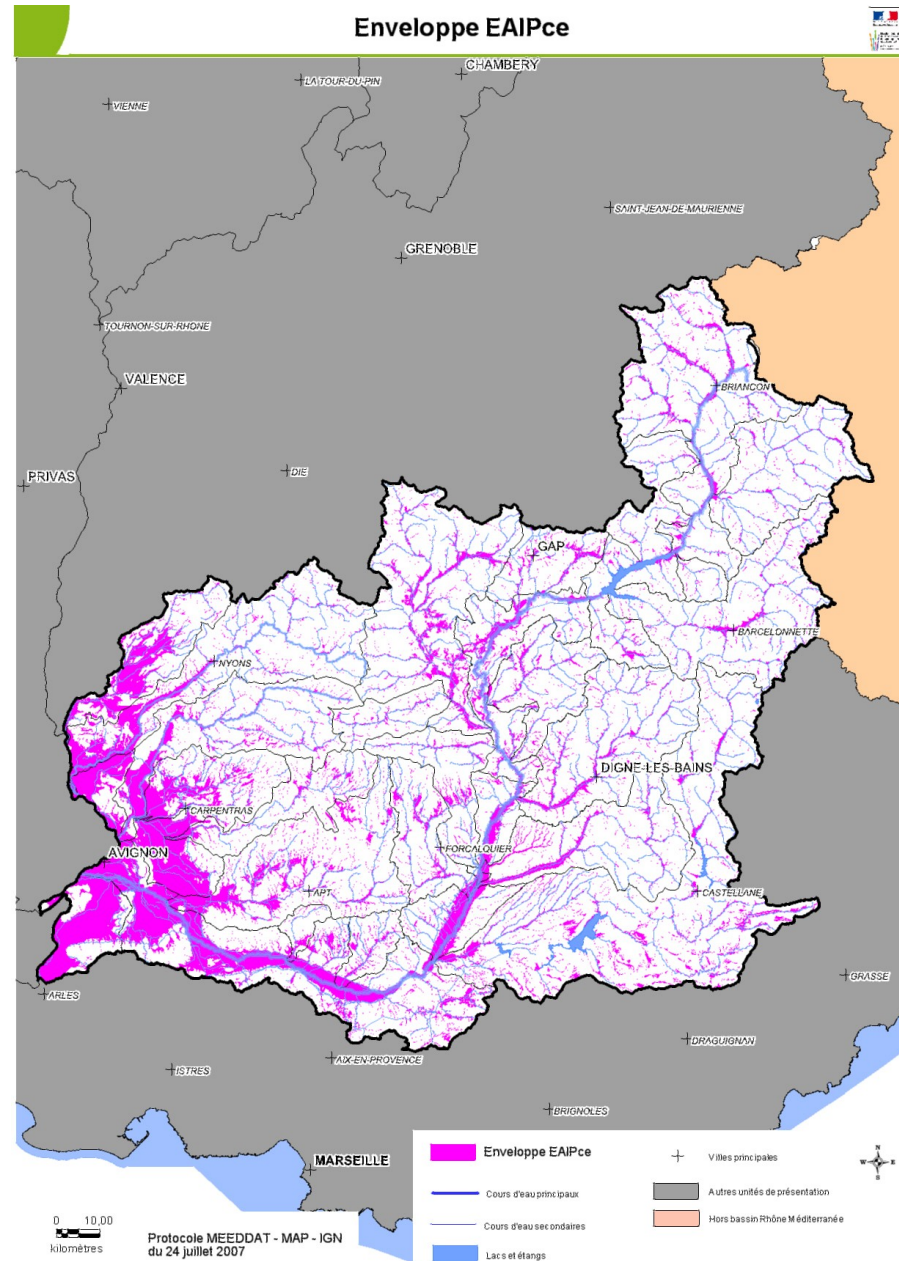 Enveloppe EAIPce
CHAMBERY
LA TOUR-DU-PIN
VIENNE
SAINT-JEAN-DE-MAURIENNE
GRENOBLE
TOURNON-SUR-RHONE
VALENCE
BRIANCON
DIE
PRIVAS
GAP
BARCELONNETTE
NYONS
DIGNE-LES-BAINS
CARPENTRAS
FORCALQUIER
AVIGNON
APT
CASTELLANE
GRASSE
ARLES
DRAGUIGNAN
AIX-EN-PROVENCE
ISTRES
BRIGNOLES
MARSEILLE
Enveloppe EAIPce
Cours d'eau principaux
Cours d'eau secondaires
Lacs et étangs
Villes principales
Autres unités de présentation
Hors bassin Rhône Méditerranée
N
W E
S
0 10,00
kilomètres
Protocole MEEDDAT - MAP - IGN
du 24 juillet 2007